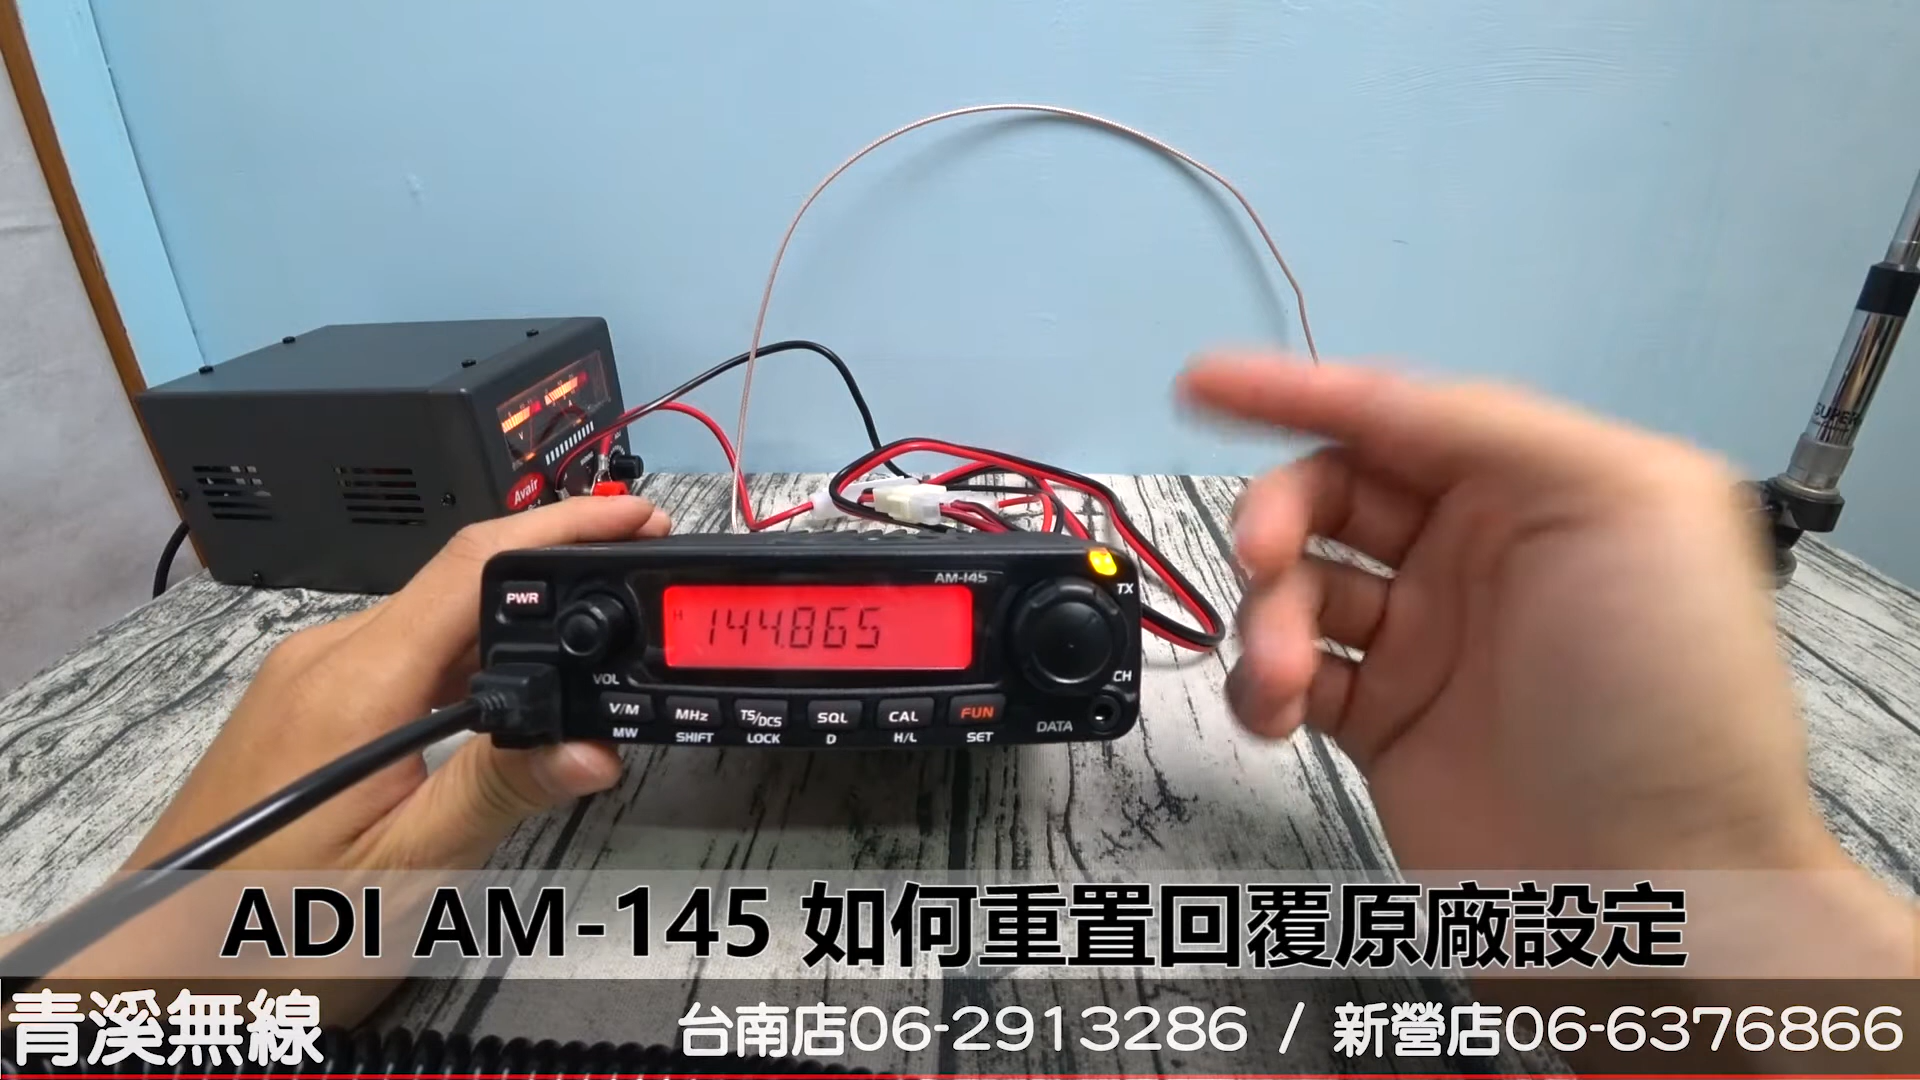 SUPER
Avair
AM-145
PWR
TX
H
144.865
VOL
CH
V/M
MHz
TS/DCS
SQL
CAL
FUN
MW
SHIFT
LOCK
D
H/L
SET
DATA
ADI AM-145 如何重置回覆原廠設定
青溪無線
台南店06-2913286 / 新營店06-6376866